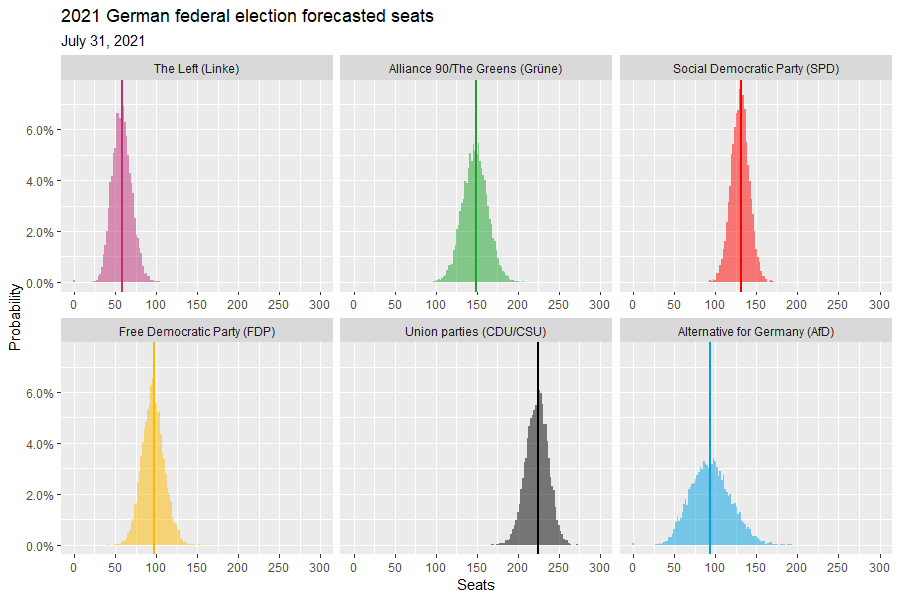 2021 German federal election forecasted seats
July 31, 2021
The Left (Linke) Alliance 90/The Greens (Grüne) Social Democratic Party (SPD)
6.0%
4.0%
2.0%
0.0%
0 50 100 150 200 250 300 0 50 100 150 200 250 300 0 50 100 150 200 250 300
Probability
Free Democratic Party (FDP) Union parties (CDU/CSU) Alternative for Germany (AfD)
6.0%
4.0%
2.0%
0.0%
0 50 100 150 200 250 300 0 50 100 150 200 250 300 0 50 100 150 200 250 300
Seats